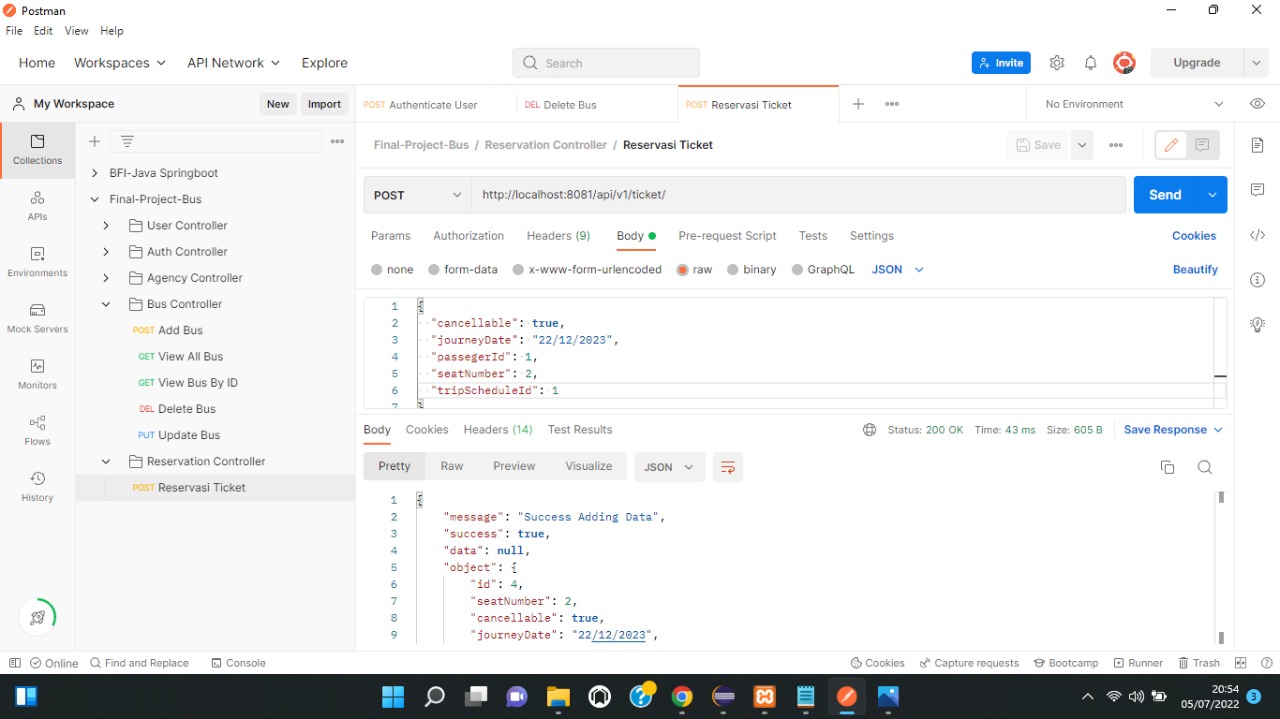 Postman
File Edit View Help
Home Workspaces API Network Explore Search Invite Upgrade
My Workspace New Import
POST Authenticate User DEL Delete Bus POST Reservasi Ticket No Environment
Collections
APIs
Environments
Mock Servers
Monitors
Flows
History
BFI-Java Springboot
Final-Project-Bus
User Controller
Auth Controller
Agency Controller
Bus Controller
POST Add Bus
GET View All Bus
GET View Bus By ID
DEL Delete Bus
PUT Update Bus
Reservation Controller
POST Reservasi Ticket
Final-Project-Bus / Reservation Controller / Reservasi Ticket Save
POST http://localhost:8081/api/v1/ticket/ Send
Params Authorization Headers (9) Body Pre-request Script Tests Settings Cookies
none form-data x-www-form-urlencoded raw binary GraphQL JSON Beautify
1 {
2 "cancellable": true,
3 "journeyDate": "22/12/2023",
4 "passegerId": 1,
5 "seatNumber": 2,
6 "tripScheduleId": 1
7 }
Body Cookies Headers (14) Test Results Status: 200 OK Time: 43 ms Size: 605 B Save Response
Pretty Raw Preview Visualize JSON
1 {
2 "message": "Success Adding Data",
3 "success": true,
4 "data": null,
5 "object": {
6 "id": 4,
7 "seatNumber": 2,
8 "cancellable": true,
9 "journeyDate": "22/12/2023",
Online Find and Replace Console Cookies Capture requests Bootcamp Runner Trash
20:54
05/07/2022
3